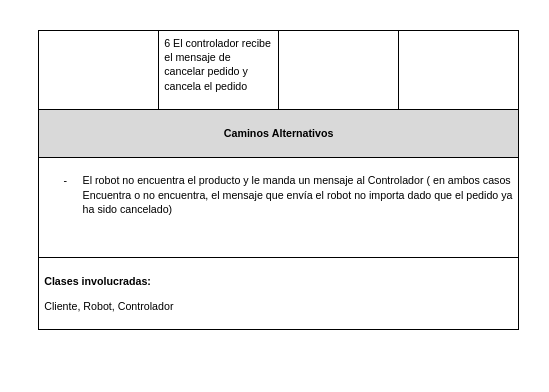 6 El controlador recibe
el mensaje de
cancelar pedido y
cancela el pedido
Caminos Alternativos
- El robot no encuentra el producto y le manda un mensaje al Controlador ( en ambos casos
Encuentra o no encuentra, el mensaje que envía el robot no importa dado que el pedido ya
ha sido cancelado)
Clases involucradas:
Cliente, Robot, Controlador